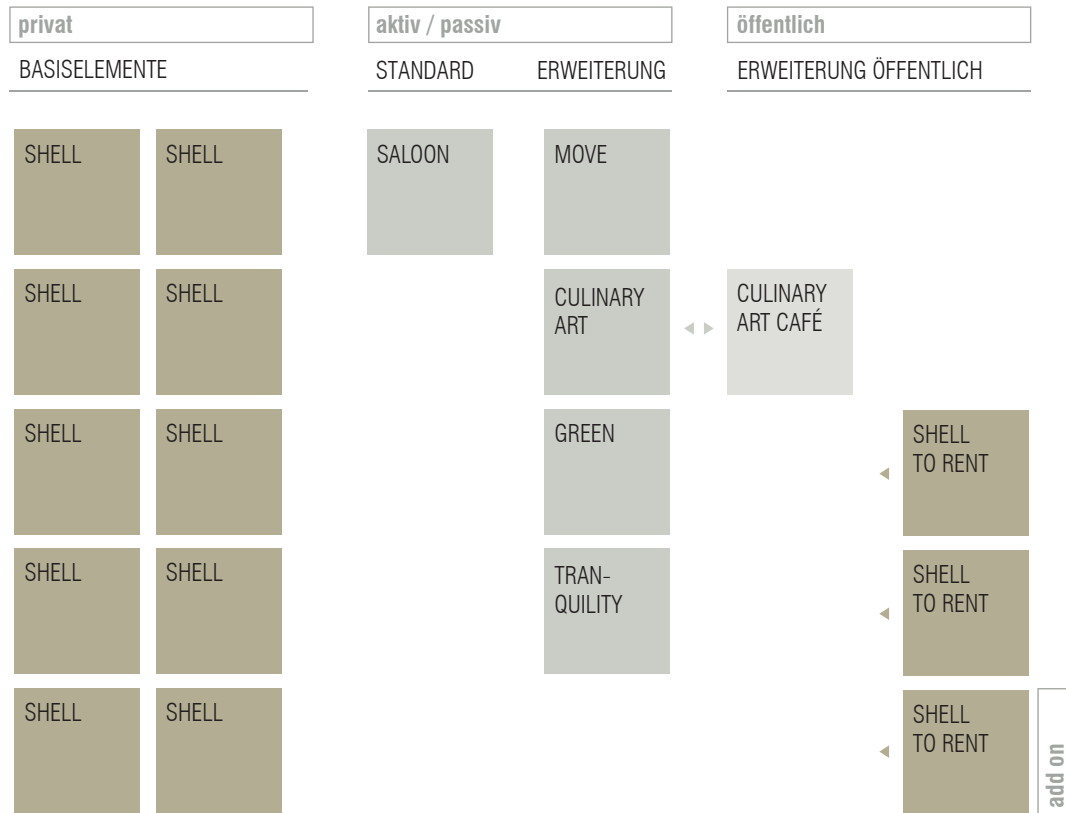 privat
aktiv / passiv
öffentlich
BASISELEMENTE
STANDARD
ERWEITERUNG
ERWEITERUNG ÖFFENTLICH
SHELL
SHELL
SALOON
MOVE
SHELL
SHELL
CULINARY
ART
CULINARY
ART CAFÉ
SHELL
SHELL
GREEN
SHELL
TO RENT
SHELL
SHELL
TRAN-
QUILITY
SHELL
TO RENT
SHELL
SHELL
SHELL
TO RENT
add on